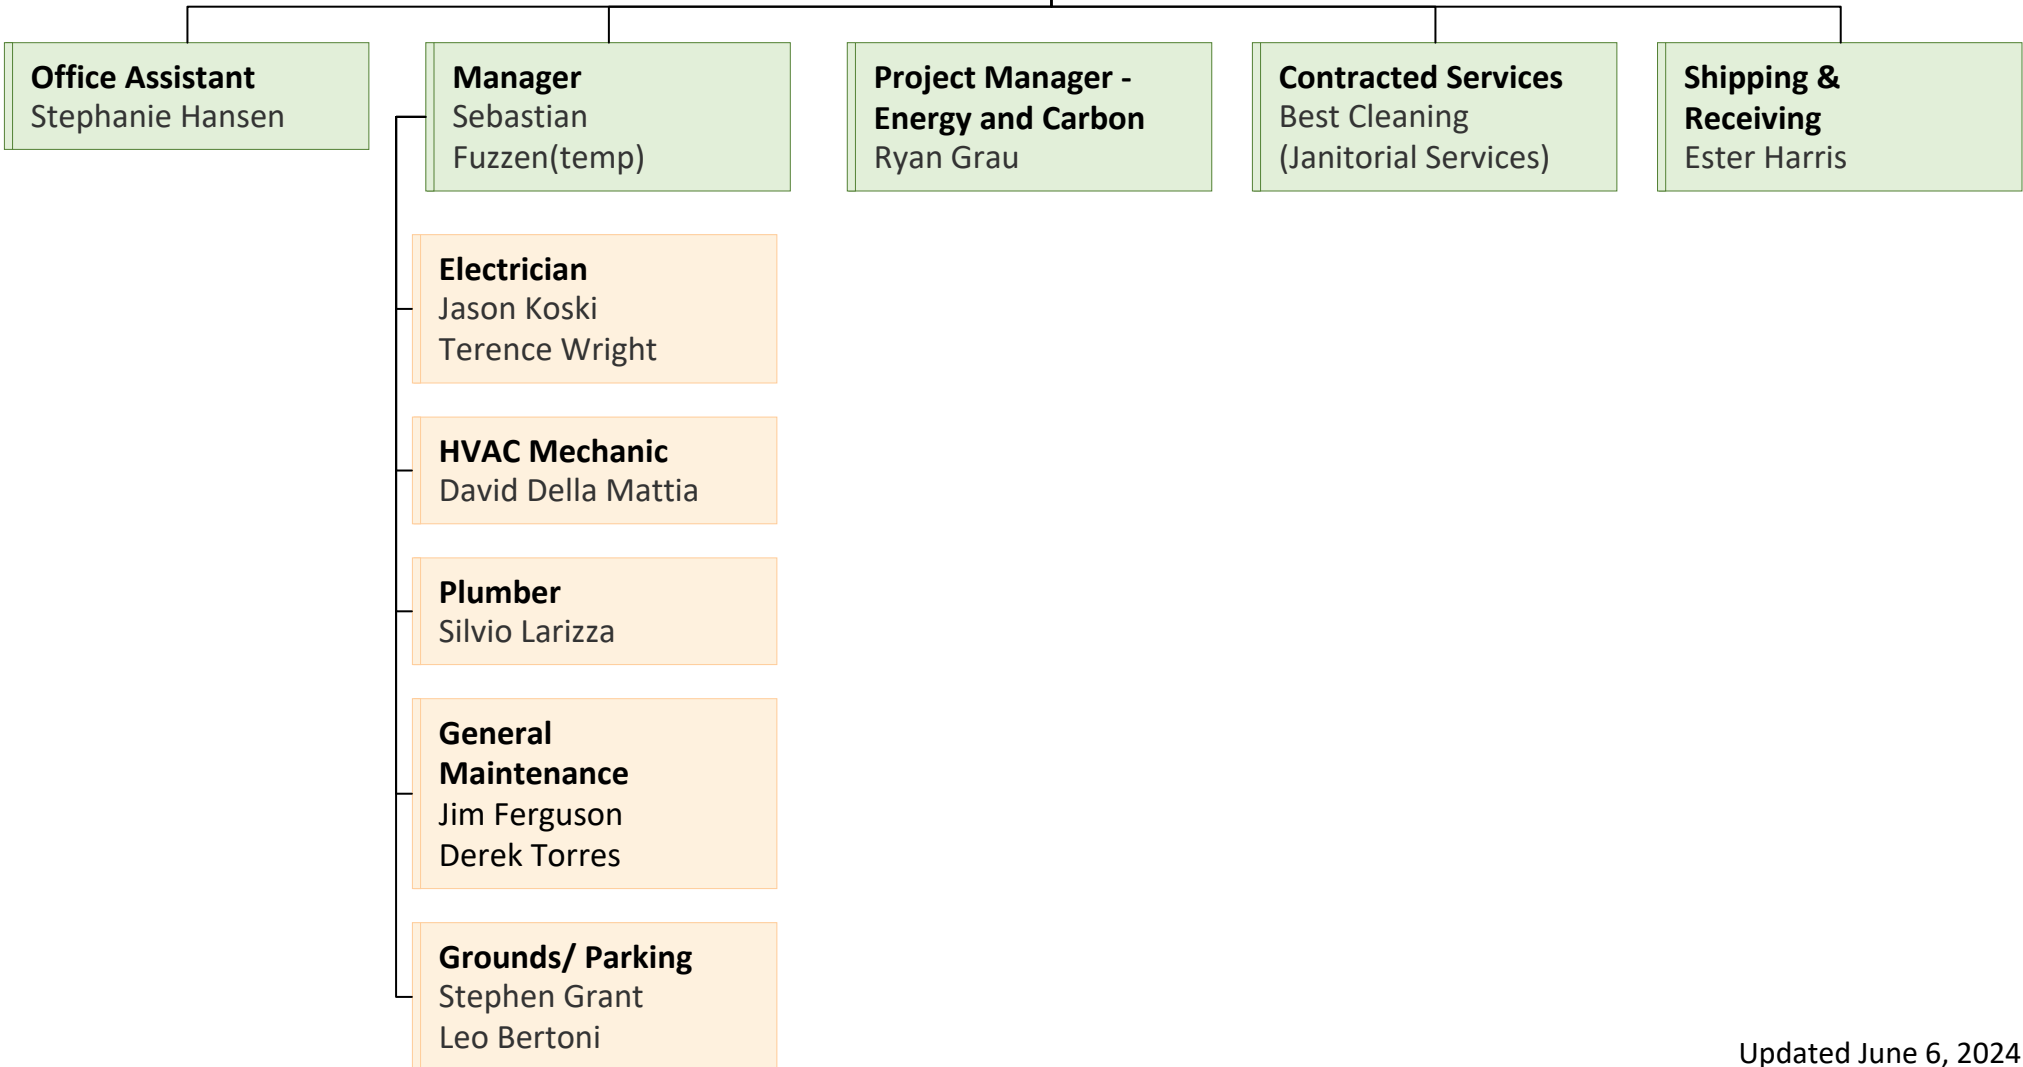 Office Assistant
Stephanie Hansen
Manager
Sebastian
Fuzzen(temp)
Project Manager -
Energy and Carbon
Ryan Grau
Contracted Services
Best Cleaning
(Janitorial Services)
Shipping &
Receiving
Ester Harris
Electrician
Jason Koski
Terence Wright
HVAC Mechanic
David Della Mattia
Plumber
Silvio Larizza
General
Maintenance
Jim Ferguson
Derek Torres
Grounds/ Parking
Stephen Grant
Leo Bertoni
Updated June 6, 2024